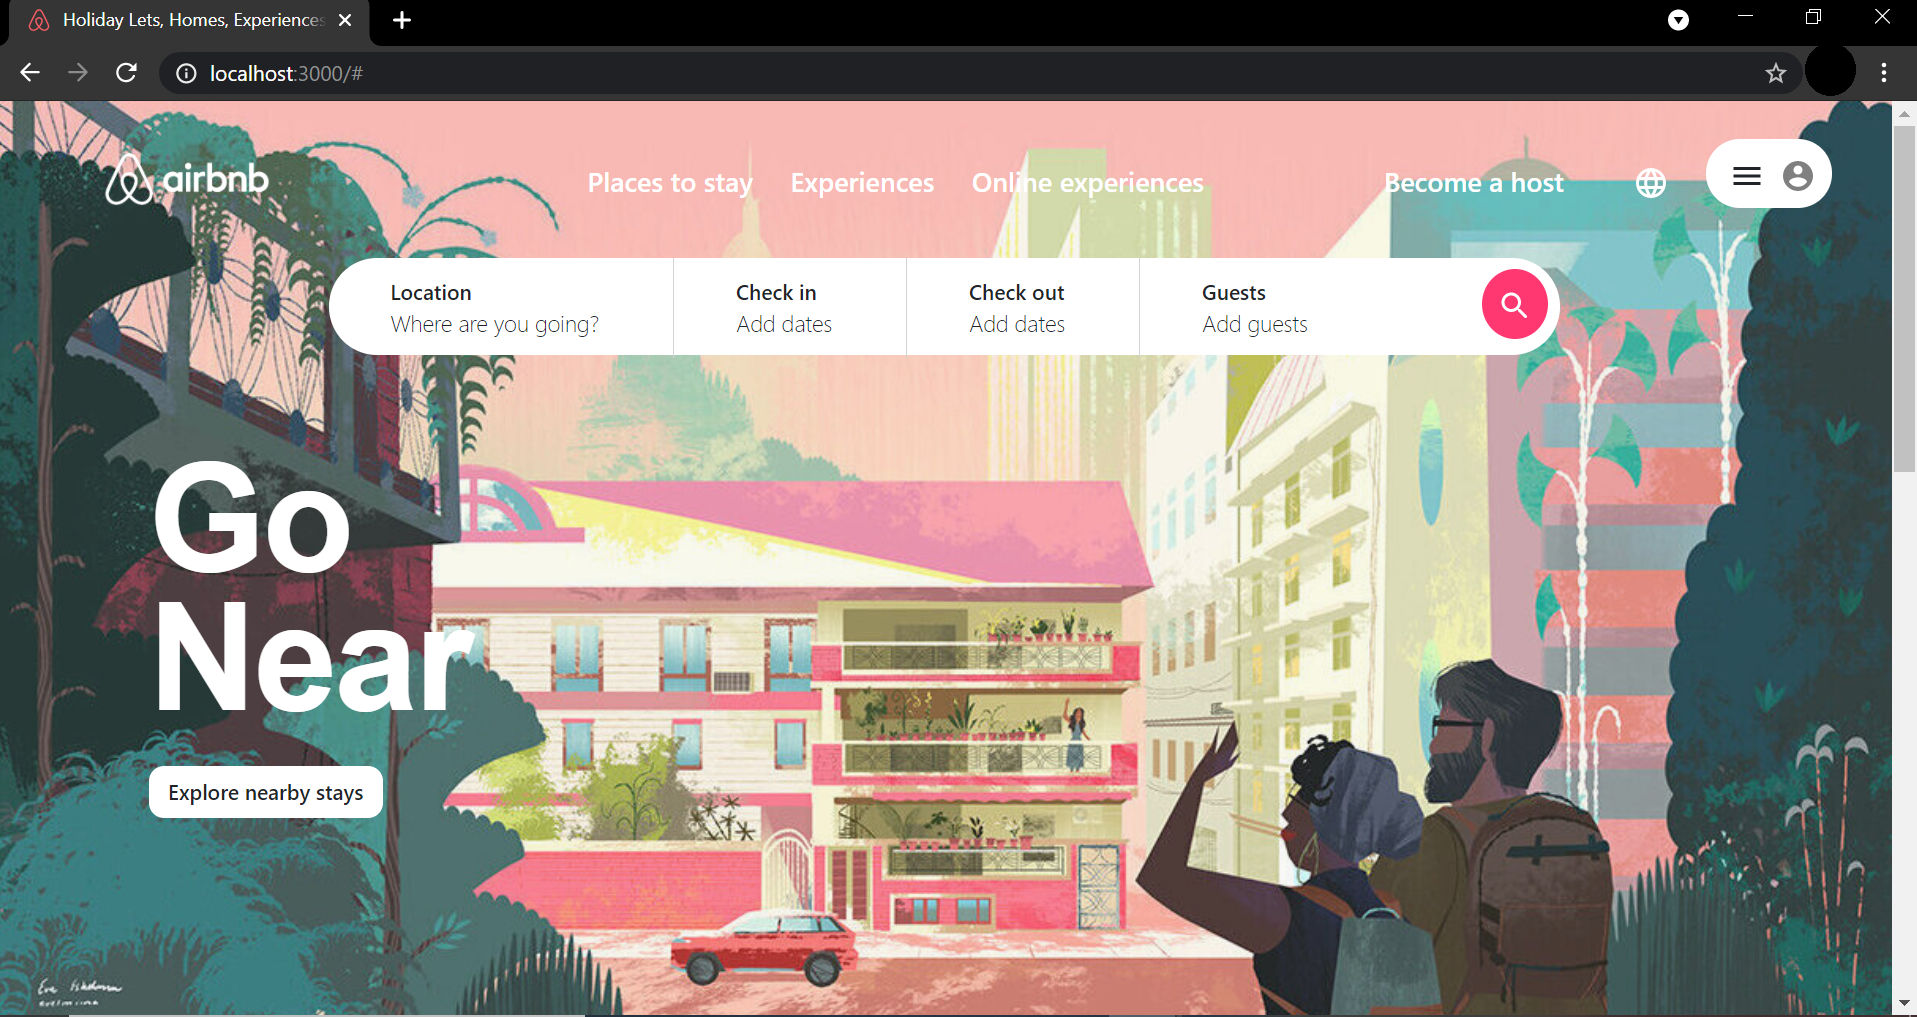 Holiday Lets, Homes, Experiences
localhost:3000/#
airbnb
Places to stay
Experiences
Online experiences
Become a host
Location
Where are you going?
Check in
Add dates
Check out
Add dates
Guests
Add guests
Go
Near
Explore nearby stays